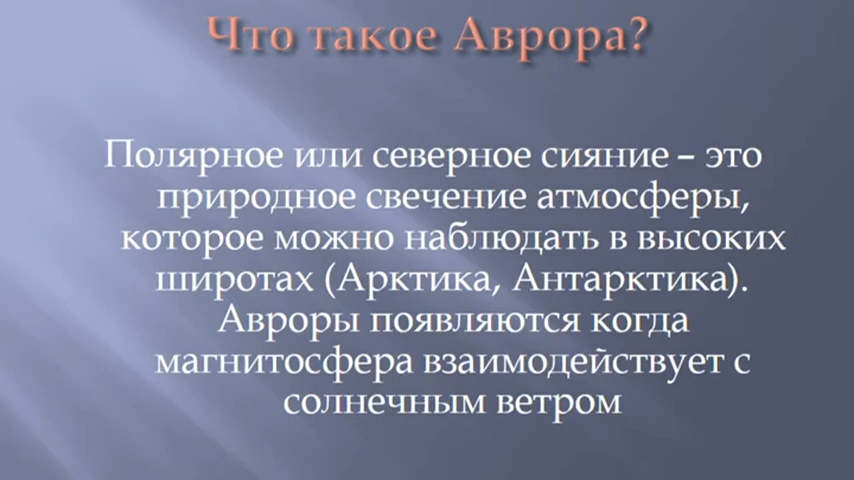 Что такое Аврора?
Полярное или северное сияние – это
природное свечение атмосферы,
которое можно наблюдать в высоких
широтах (Арктика, Антарктика).
Авроры появляются когда
магнитосфера взаимодействует с
солнечным ветром